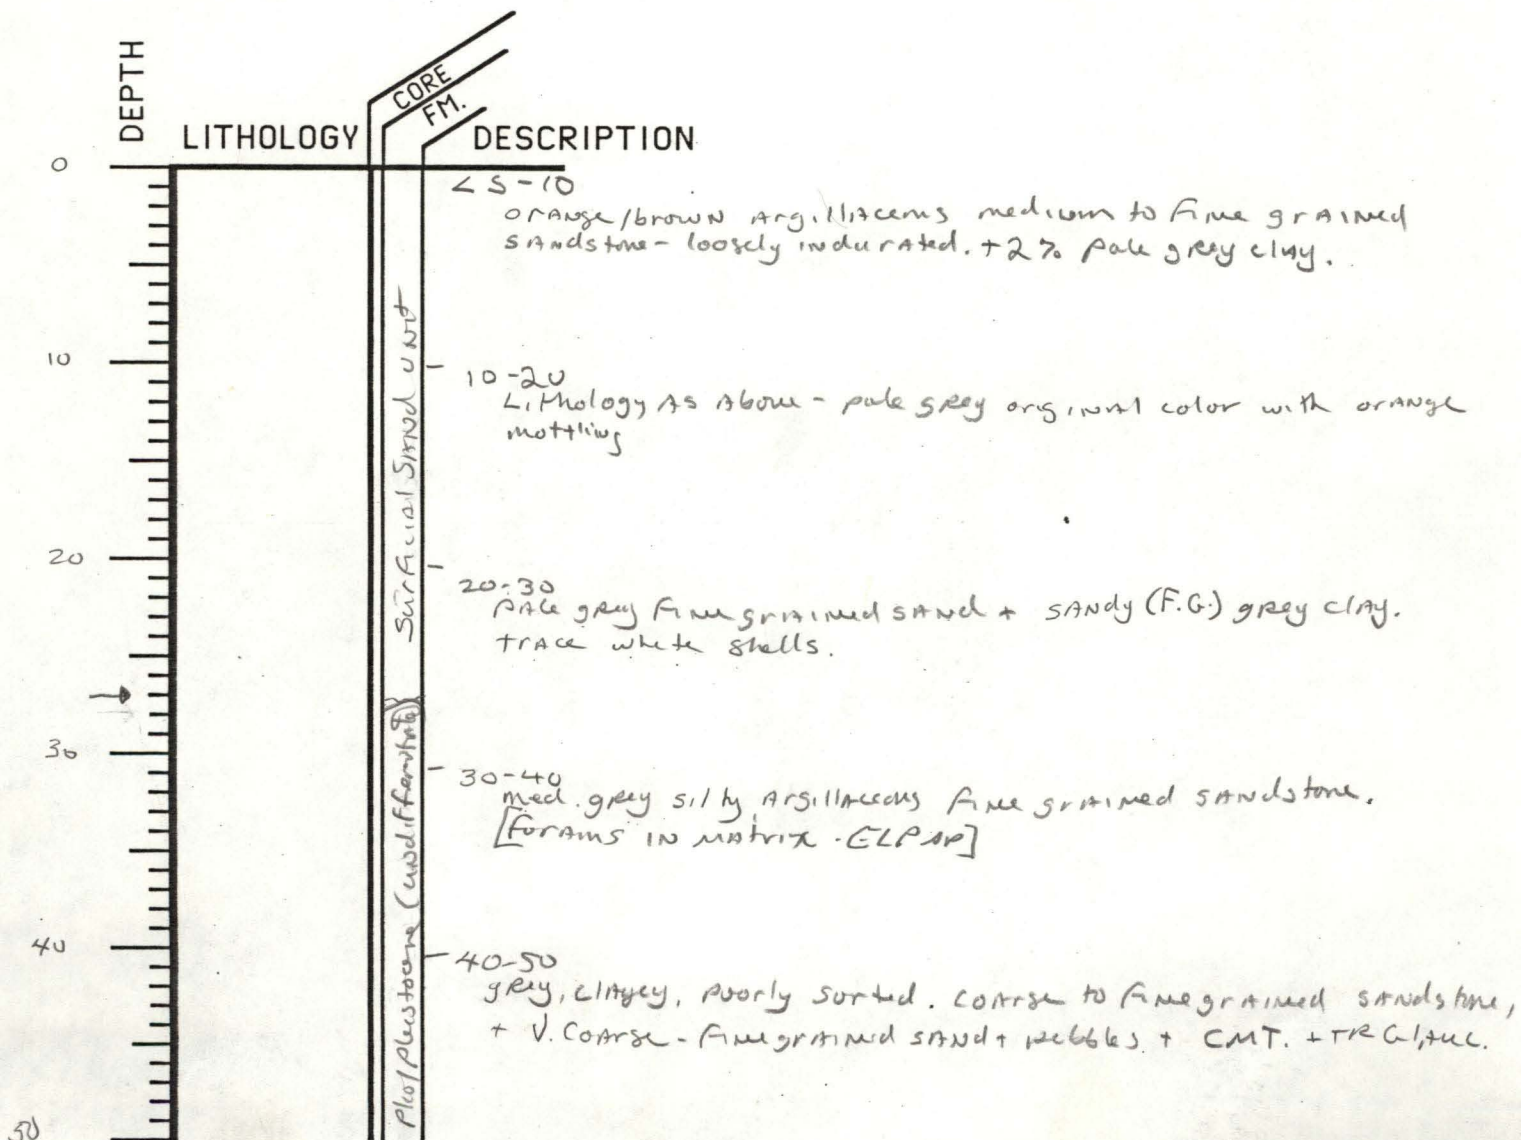 DEPTH
LITHOLOGY
CORE
FM.
DESCRIPTION
0
< 5-10
orange/brown Argillaceous medium to Fine grained
sandstone- loosely indurated. +2% pale grey clay.
10
10-20
Lithology As Above - pale grey original color with orange
mottling
Surficial Sand unit
20
20-30
pale grey Fine grained sand + sandy (F.G.) grey clay.
trace white shells.
30
30-40
med. grey silty, Argillaceous fine grained sandstone.
[Forams in matrix - ELPAP]
Plio/Pleistocene (undifferentiated)
40
40-50
grey, clayey, poorly sorted. coarse to fine grained sandstone,
+ V. coarse - fine grained sand + pebbles + CMT. + TR Glauc.
50